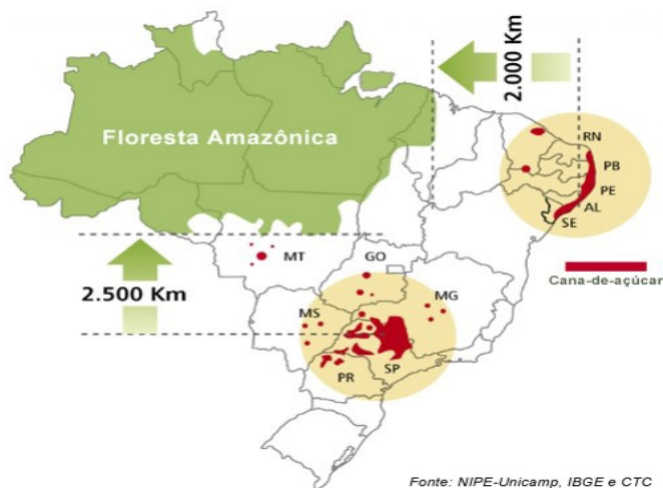 2.000 Km
Floresta Amazônica
RN
PB
PE
AL
SE
Cana-de-açúcar
2.500 Km
MT
GO
MG
MS
SP
PR
Fonte: NIPE-Unicamp, IBGE e CTC